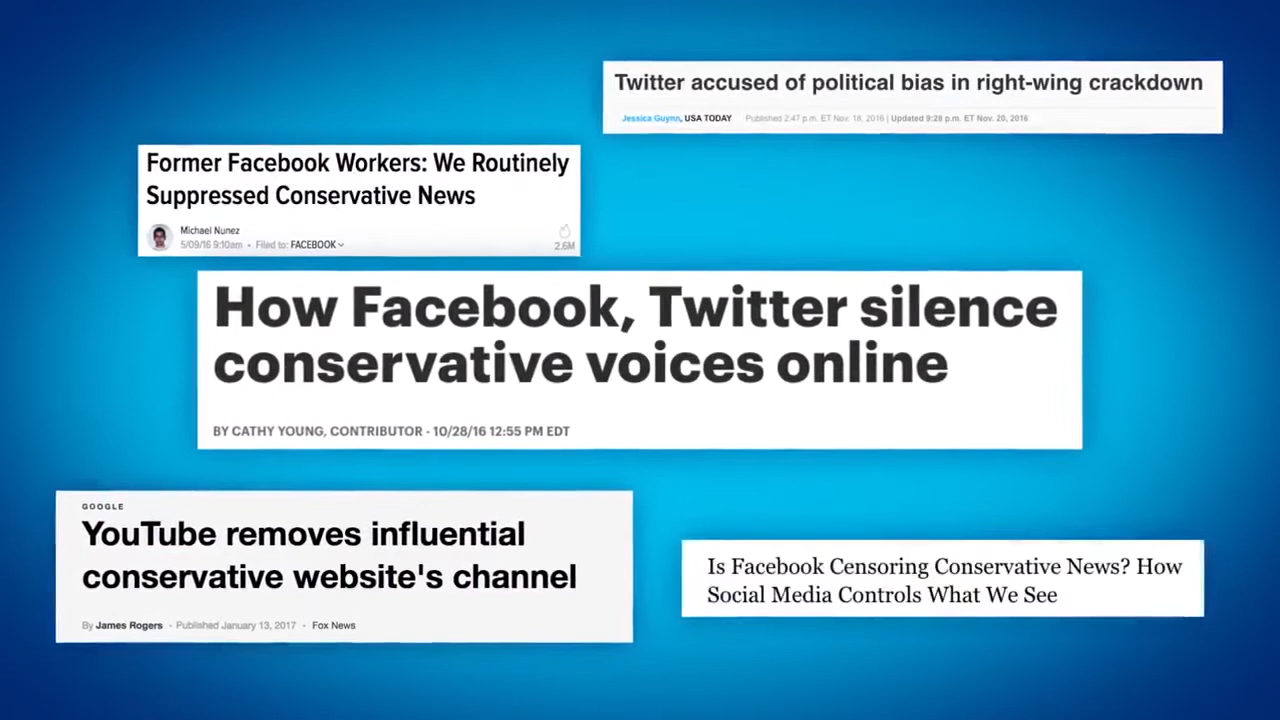 Twitter accused of political bias in right-wing crackdown
Jessica Guynn, USA TODAY Published 2:47 p.m. ET Nov. 18, 2016 | Updated 9:28 p.m. ET Nov. 20, 2016
Former Facebook Workers: We Routinely
Suppressed Conservative News
Michael Nunez
5/09/16 9:10am • Filed to: FACEBOOK
2.6M
How Facebook, Twitter silence
conservative voices online
BY CATHY YOUNG, CONTRIBUTOR - 10/28/16 12:55 PM EDT
GOOGLE
YouTube removes influential
conservative website's channel
By James Rogers • Published January 13, 2017 • Fox News
Is Facebook Censoring Conservative News? How
Social Media Controls What We See